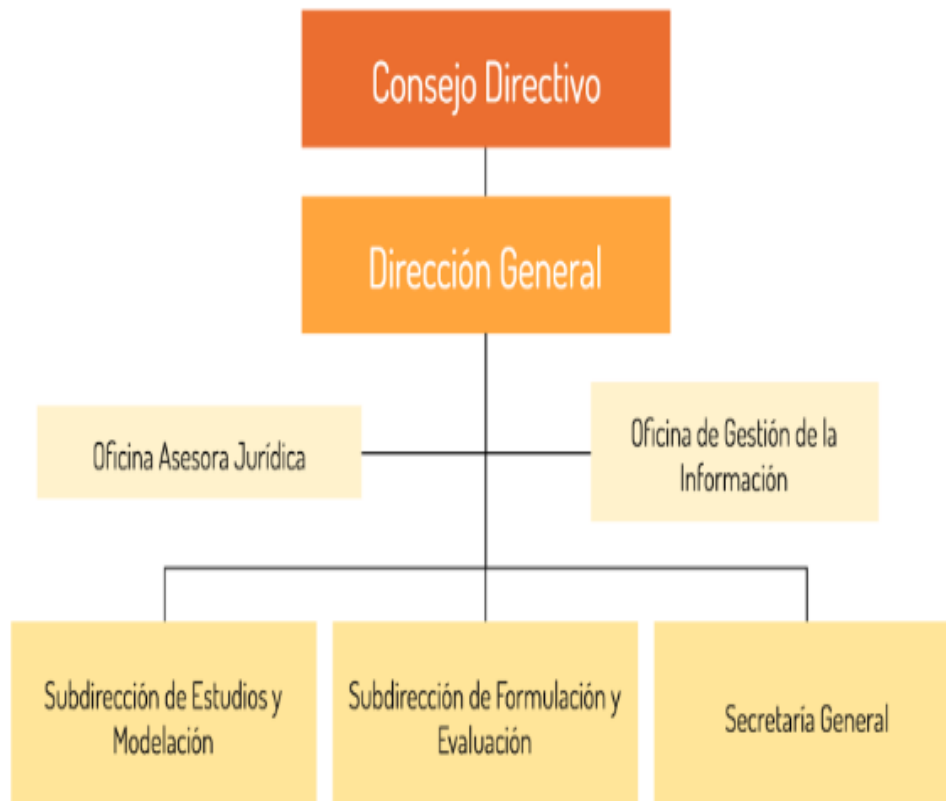 Consejo Directivo
Dirección General
Oficina Asesora Jurídica
Oficina de Gestión de la
Información
Subdirección de Estudios y
Modelación
Subdirección de Formulación y
Evaluación
Secretaría General